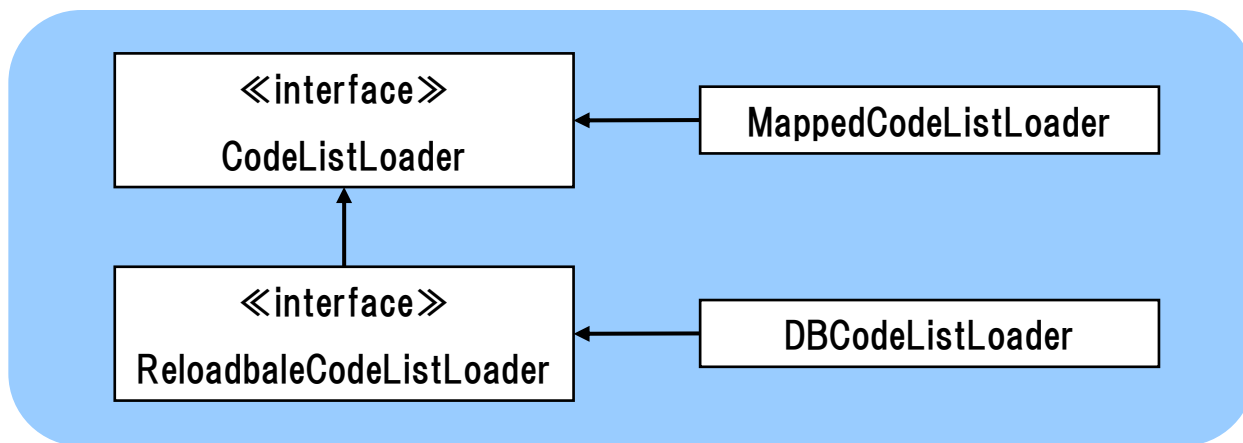 ≪interface≫
CodeListLoader
MappedCodeListLoader
≪interface≫
ReloadbaleCodeListLoader
DBCodeListLoader